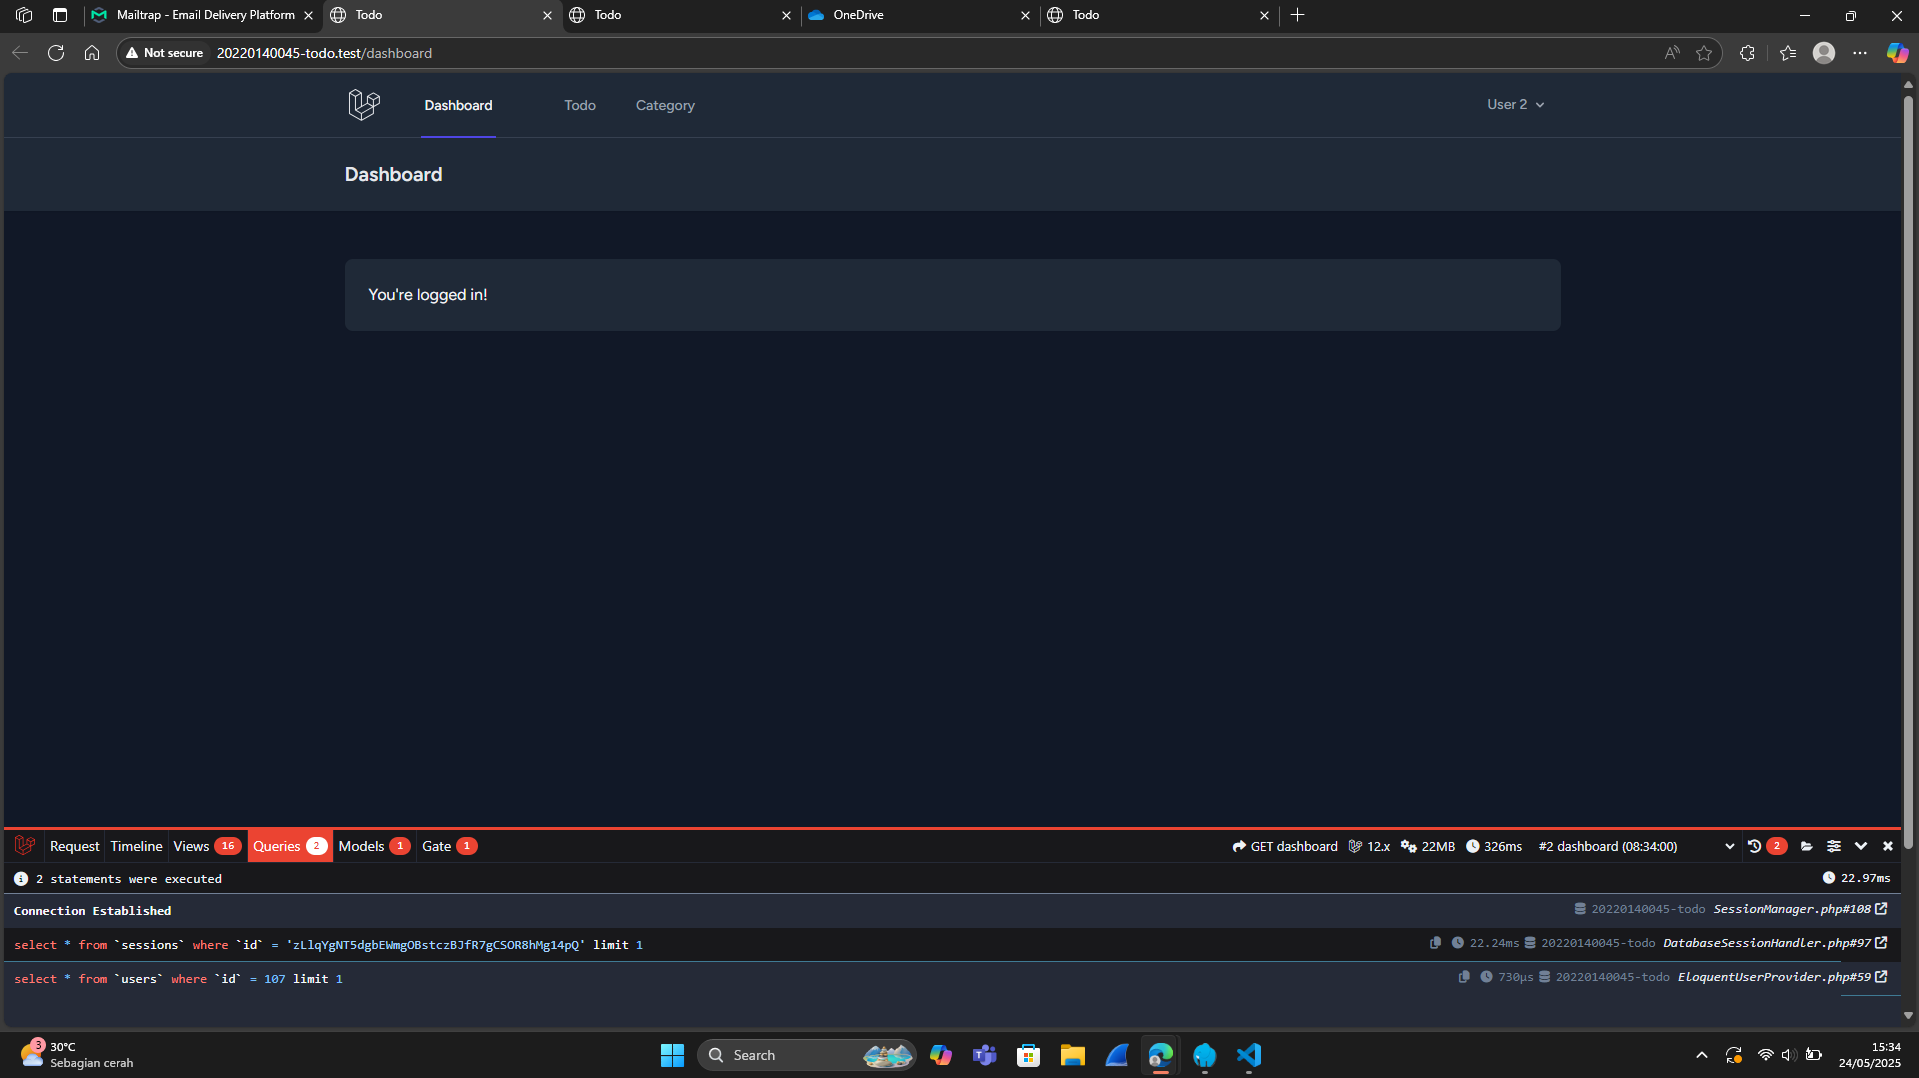 Mailtrap - Email Delivery Platform
Todo
Todo
OneDrive
Todo
Not secure
20220140045-todo.test/dashboard
Dashboard
Todo
Category
User 2
Dashboard
You're logged in!
Request
Timeline
Views 16
Queries 2
Models 1
Gate 1
GET dashboard
12.x
22MB
326ms
#2 dashboard (08:34:00)
2
2 statements were executed
22.97ms
Connection Established
20220140045-todo SessionManager.php#108
select * from `sessions` where `id` = 'zLlqYgNT5dgbEWmgOBstczBJfR7gCSOR8hMg14pQ' limit 1
22.24ms 20220140045-todo DatabaseSessionHandler.php#97
select * from `users` where `id` = 107 limit 1
730μs 20220140045-todo EloquentUserProvider.php#59
3
30°C
Sebagian cerah
Search
15:34
24/05/2025